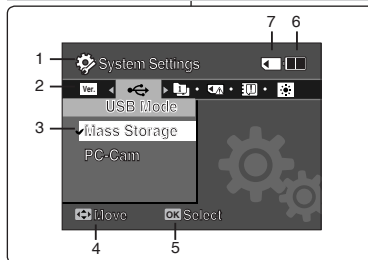 7 6
1 System Settings
2 Ver. 1
USB Mode
3 Mass Storage
PC-Cam
Move OK Select
4 5